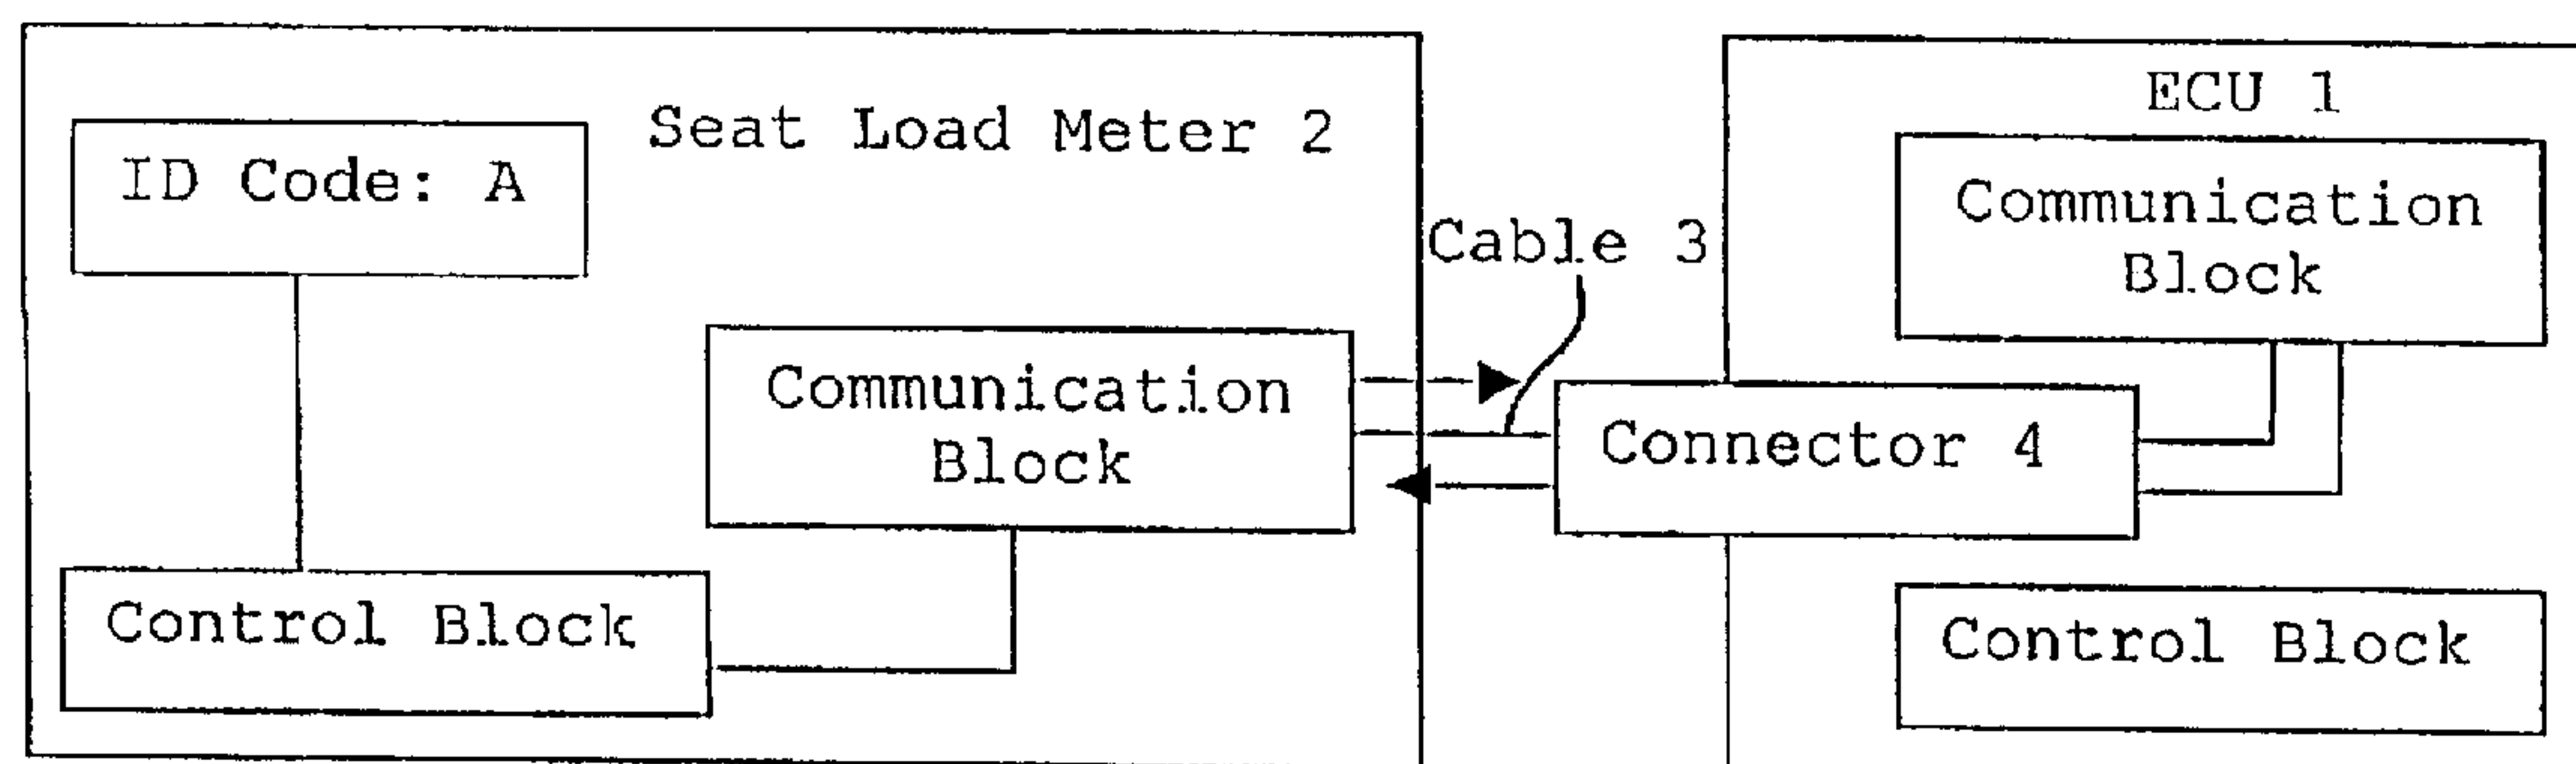 Seat Load Meter 2
ID Code: A
Communication
Block
Control Block
Cable 3
ECU 1
Communication
Block
Connector 4
Control Block